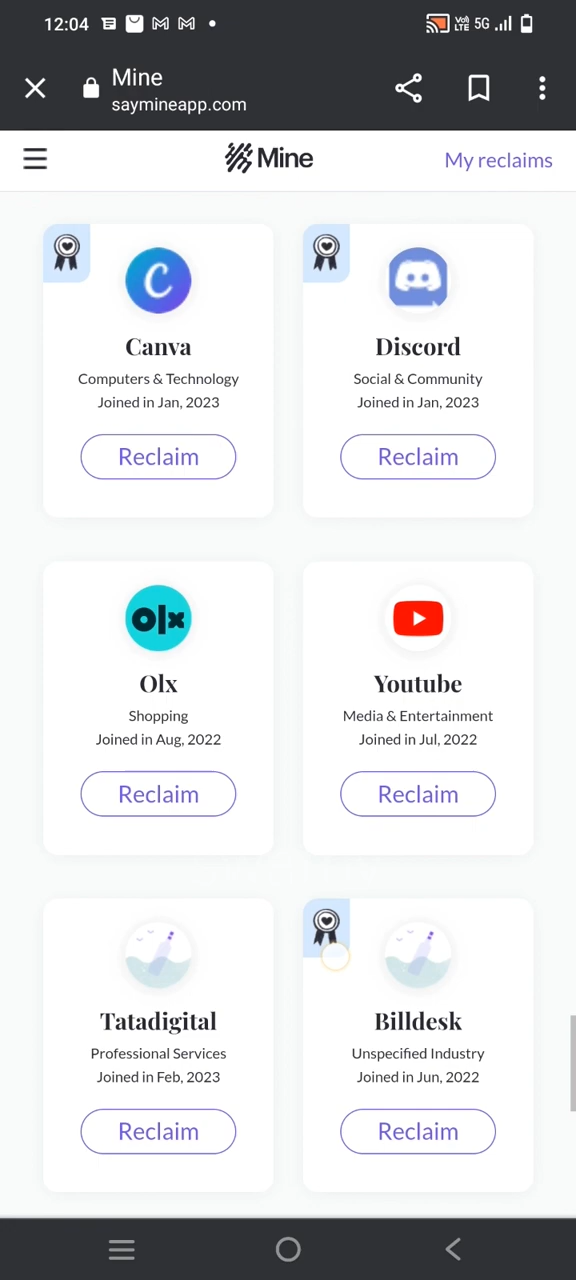 12:04
Vo) LTE 5G
Mine
saymineapp.com
Mine
My reclaims
Canva
Computers & Technology
Joined in Jan, 2023
Reclaim
Discord
Social & Community
Joined in Jan, 2023
Reclaim
olx
Olx
Shopping
Joined in Aug, 2022
Reclaim
Youtube
Media & Entertainment
Joined in Jul, 2022
Reclaim
Tatadigital
Professional Services
Joined in Feb, 2023
Reclaim
Billdesk
Unspecified Industry
Joined in Jun, 2022
Reclaim